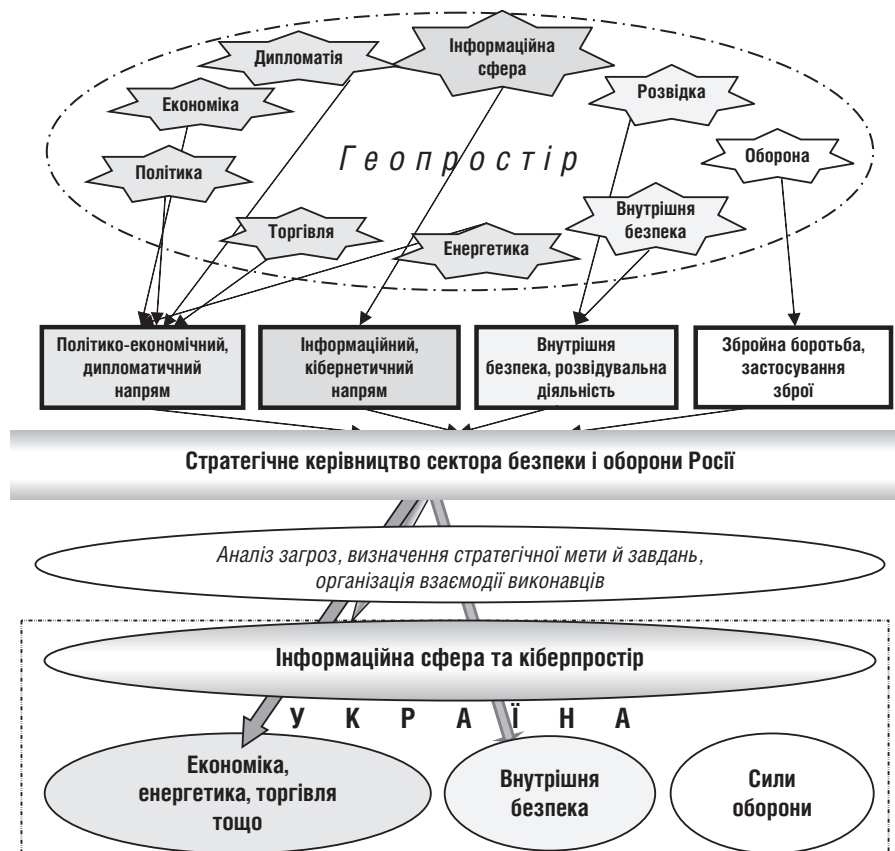 Дипломатія
Інформаційна
сфера
Економіка
Розвідка
Геопростір
Політика
Оборона
Торгівля
Внутрішня
безпека
Енергетика
Політико-економічний,
дипломатичний
напрям
Інформаційний,
кібернетичний
напрям
Внутрішня
безпека, розвідувальна
діяльність
Збройна боротьба,
застосування
зброї
Стратегічне керівництво сектора безпеки і оборони Росії
Аналіз загроз, визначення стратегічної мети й завдань,
організація взаємодії виконавців
Інформаційна сфера та кіберпростір
УКРАЇНА
Економіка,
енергетика, торгівля
тощо
Внутрішня
безпека
Сили
оборони